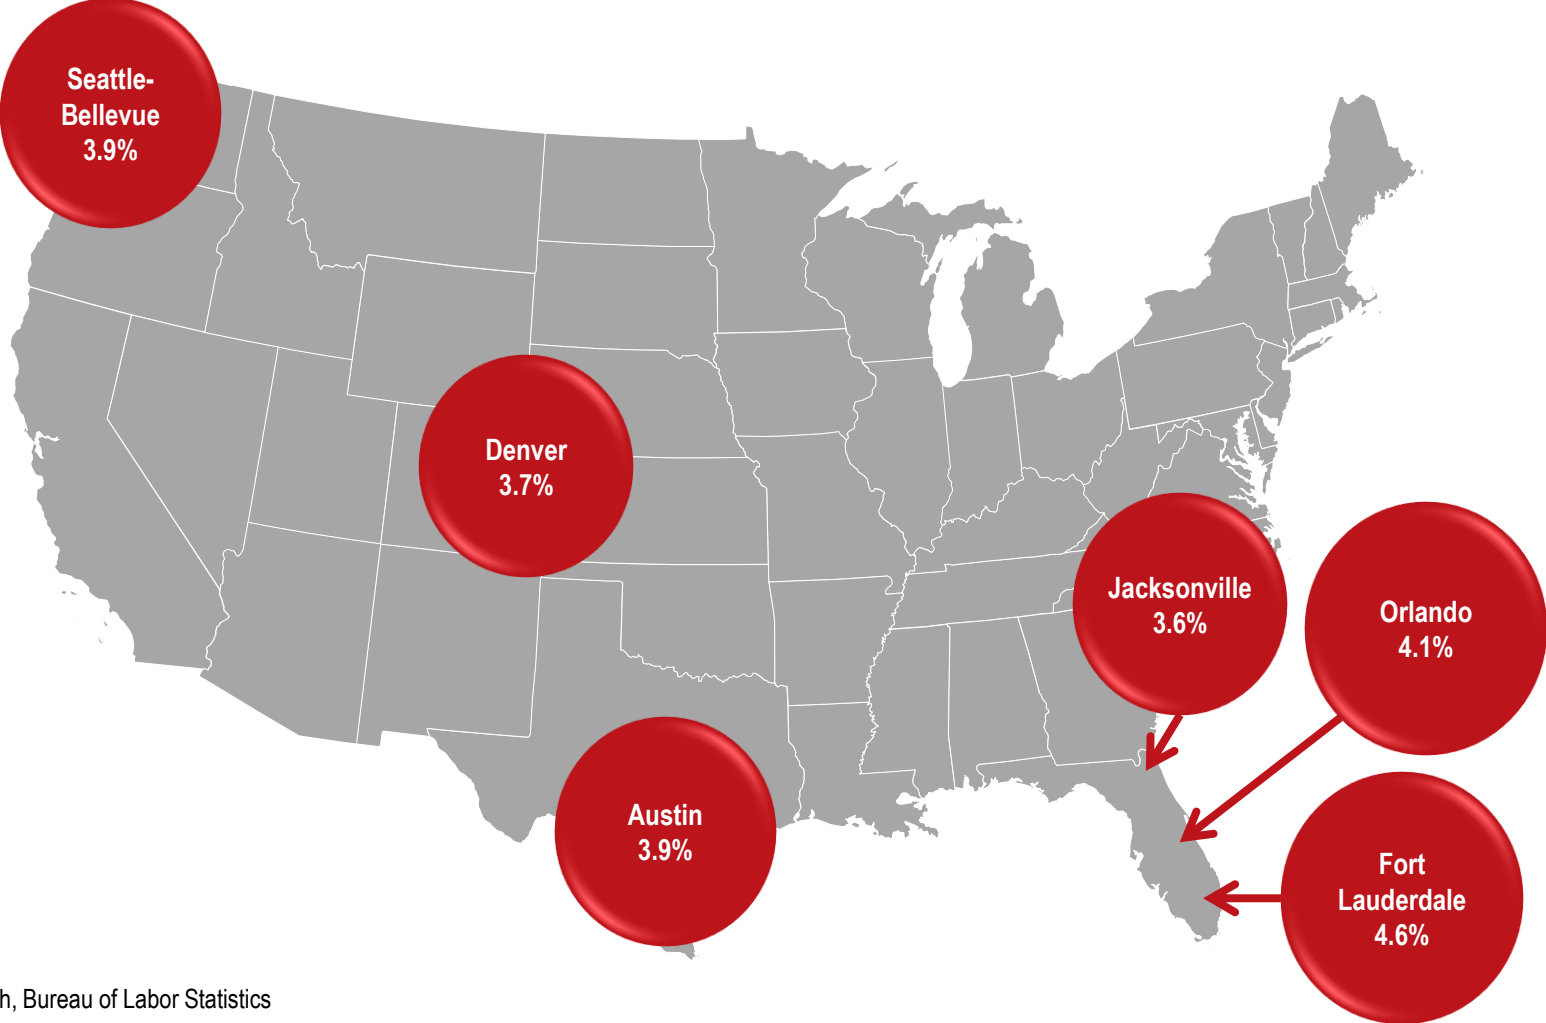 Seattle-
Bellevue
3.9%
Denver
3.7%
Jacksonville
3.6%
Orlando
4.1%
Austin
3.9%
Fort
Lauderdale
4.6%
h, Bureau of Labor Statistics